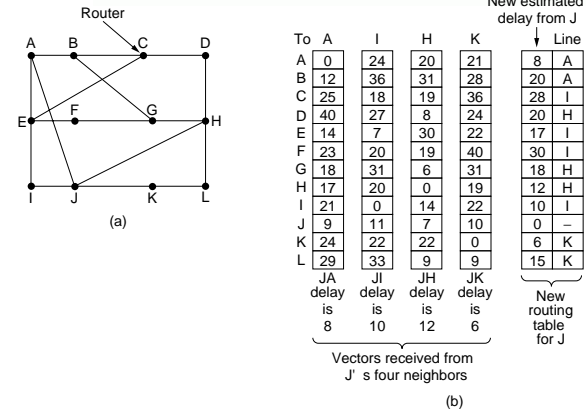 Router
A B C D
E F G H
I J K L
(a)
New estimated
delay from J
To A I H K Line
A 0 24 20 21 8 A
B 12 36 31 28 20 A
C 25 18 19 36 28 I
D 40 27 8 24 20 H
E 14 7 30 22 17 I
F 23 20 19 40 30 I
G 18 31 6 31 18 H
H 17 20 0 19 12 H
I 21 0 14 22 10 I
J 9 11 7 10 0 –
K 24 22 22 0 6 K
L 29 33 9 9 15 K
JA JI JH JK
delay delay delay delay
is is is is
8 10 12 6
New
routing
table
for J
Vectors received from
J' s four neighbors
(b)